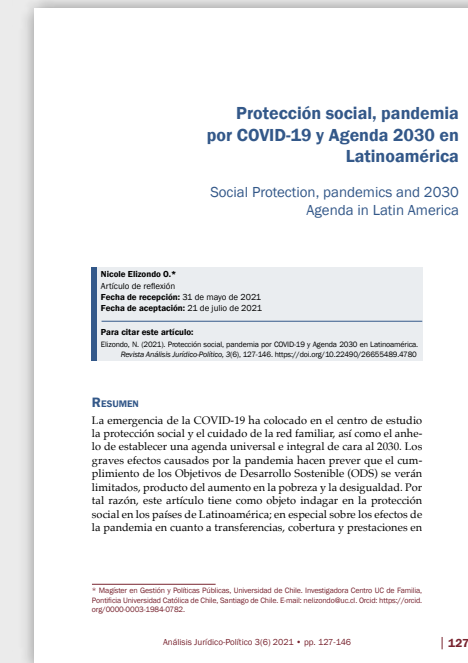 Protección social, pandemia
por COVID-19 y Agenda 2030 en
Latinoamérica
Social Protection, pandemics and 2030
Agenda in Latin America
Nicole Elizondo O.*
Artículo de reflexión
Fecha de recepción: 31 de mayo de 2021
Fecha de aceptación: 21 de julio de 2021
Para citar este artículo:
Elizondo, N. (2021). Protección social, pandemia por COVID-19 y Agenda 2030 en Latinoamérica.
Revista Análisis Jurídico-Político, 3(6), 127-146. https://doi.org/10.22490/26655489.4780
Resumen
La emergencia de la COVID-19 ha colocado en el centro de estudio
la protección social y el cuidado de la red familiar, así como el anhe-
lo de establecer una agenda universal e integral de cara al 2030. Los
graves efectos causados por la pandemia hacen prever que el cum-
plimiento de los Objetivos de Desarrollo Sostenible (ODS) se verán
limitados, producto del aumento en la pobreza y la desigualdad. Por
tal razón, este artículo tiene como objeto indagar en la protección
social en los países de Latinoamérica; en especial sobre los efectos de
la pandemia en cuanto a transferencias, cobertura y prestaciones en
* Magíster en Gestión y Políticas Públicas, Universidad de Chile. Investigadora Centro UC de Familia,
Pontificia Universidad Católica de Chile, Santiago de Chile. E-mail: nelizondo@uc.cl. Orcid: https://orcid.
org/0000-0003-1984-0782.
Análisis Jurídico-Político 3(6) 2021 • pp. 127-146
127